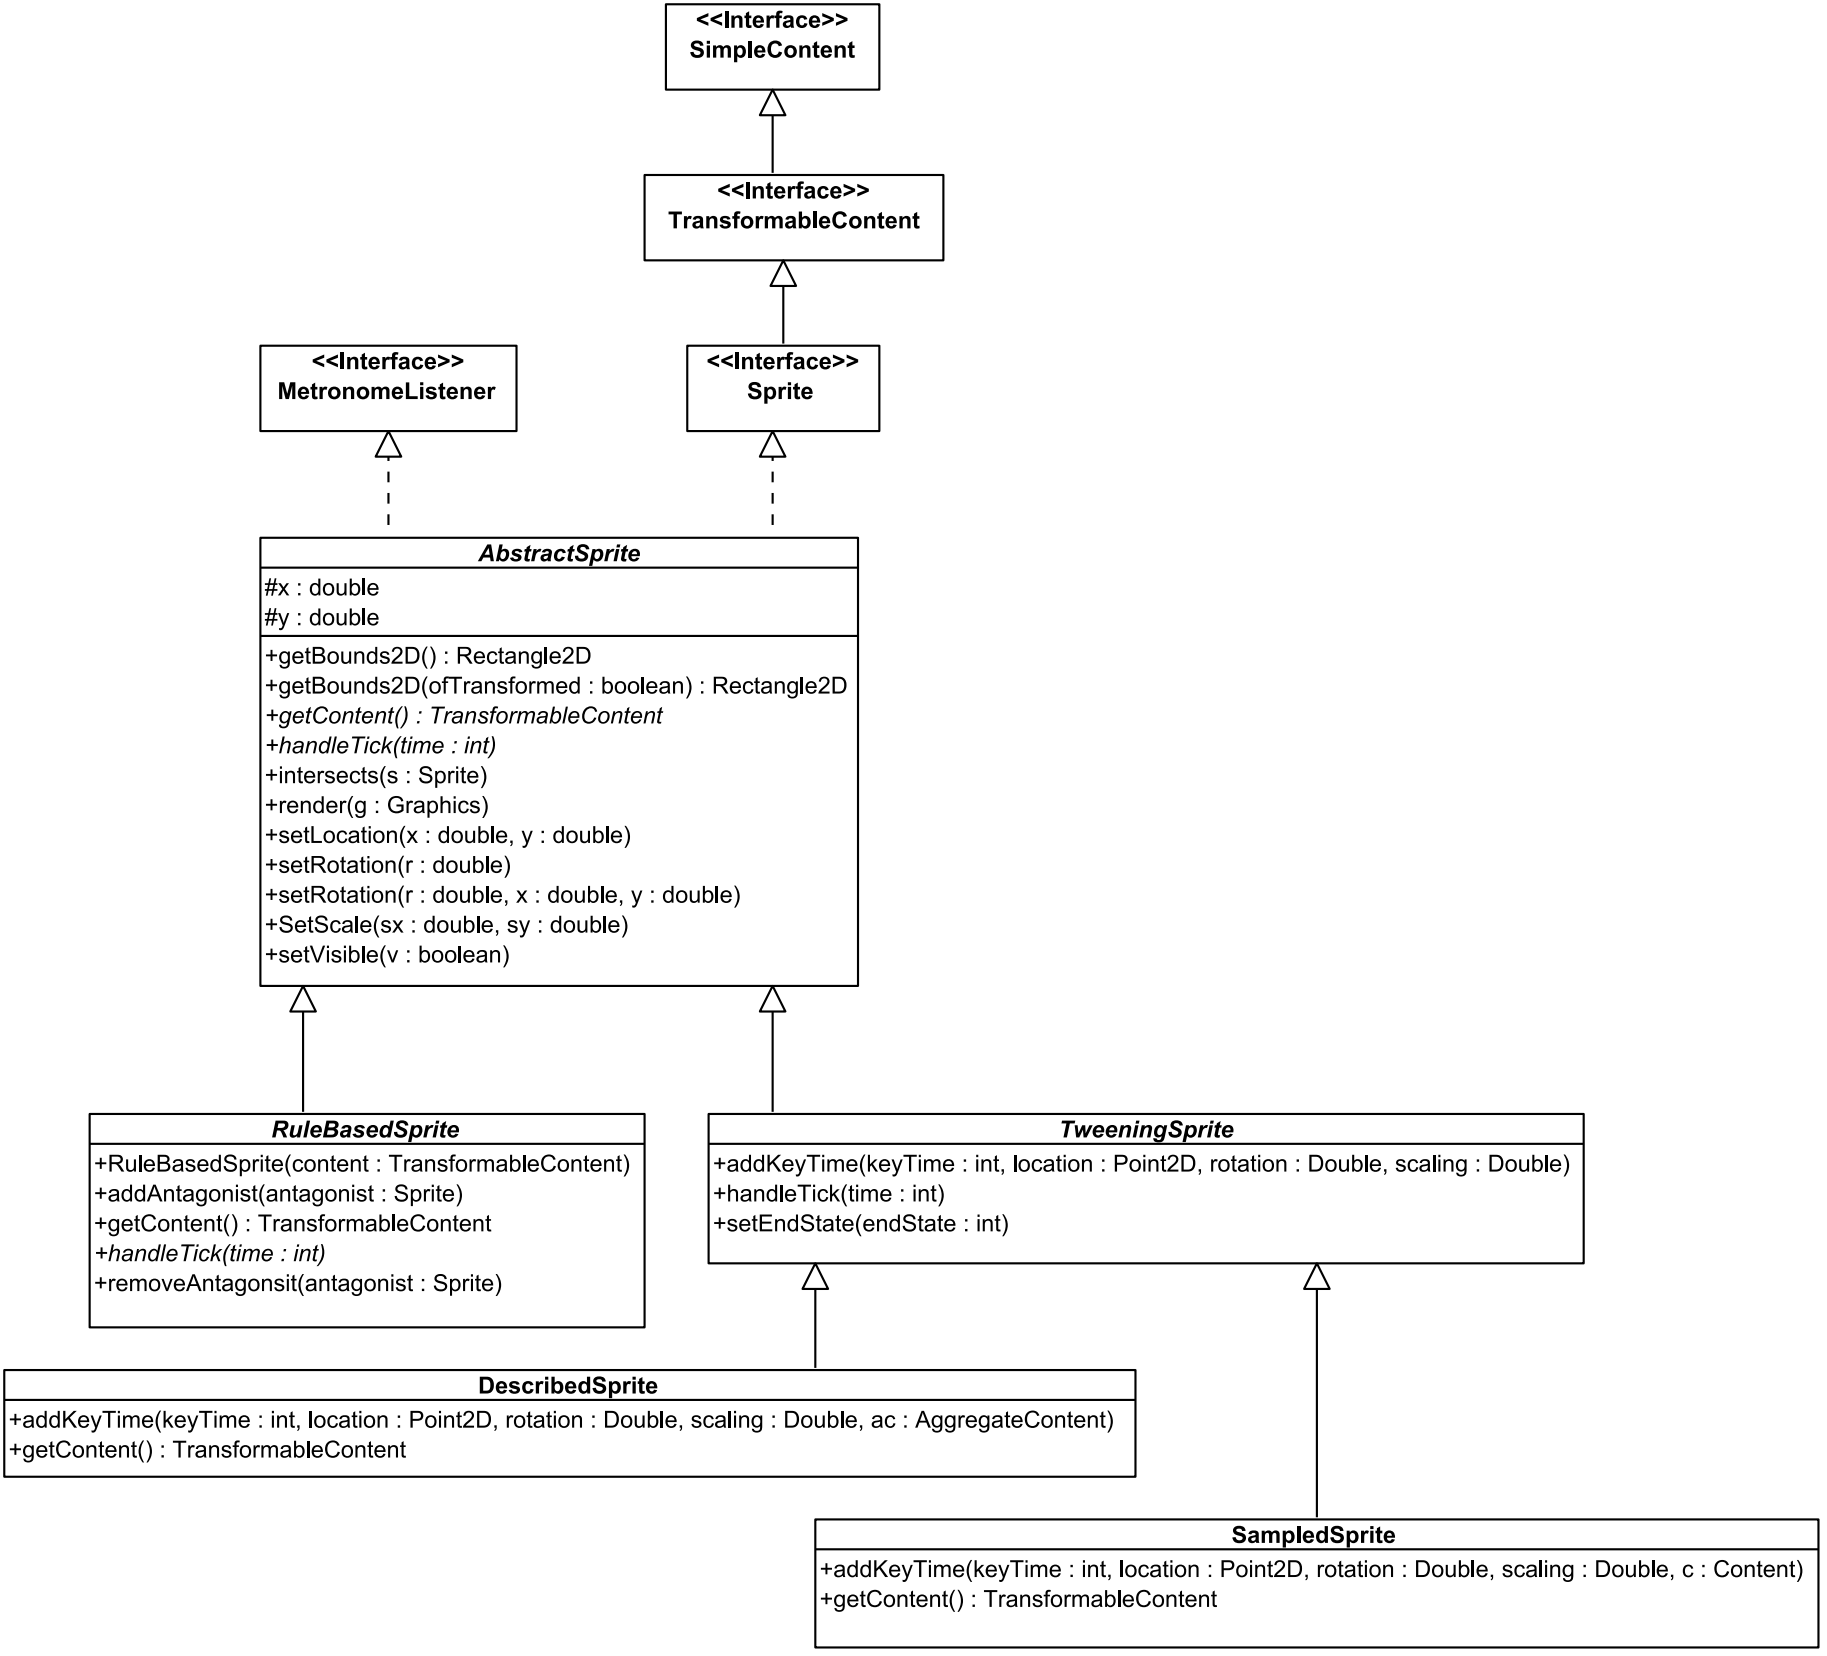 <<Interface>>
SimpleContent
<<Interface>>
TransformableContent
<<Interface>>
MetronomeListener
<<Interface>>
Sprite
AbstractSprite
#x : double
#y : double
+getBounds2D() : Rectangle2D
+getBounds2D(ofTransformed : boolean) : Rectangle2D
+getContent() : TransformableContent
+handleTick(time : int)
+intersects(s : Sprite)
+render(g : Graphics)
+setLocation(x : double, y : double)
+setRotation(r : double)
+setRotation(r : double, x : double, y : double)
+SetScale(sx : double, sy : double)
+setVisible(v : boolean)
RuleBasedSprite
+RuleBasedSprite(content : TransformableContent)
+addAntagonist(antagonist : Sprite)
+getContent() : TransformableContent
+handleTick(time : int)
+removeAntagonsit(antagonist : Sprite)
TweeningSprite
+addKeyTime(keyTime : int, location : Point2D, rotation : Double, scaling : Double)
+handleTick(time : int)
+setEndState(endState : int)
DescribedSprite
+addKeyTime(keyTime : int, location : Point2D, rotation : Double, scaling : Double, ac : AggregateContent)
+getContent() : TransformableContent
SampledSprite
+addKeyTime(keyTime : int, location : Point2D, rotation : Double, scaling : Double, c : Content)
+getContent() : TransformableContent